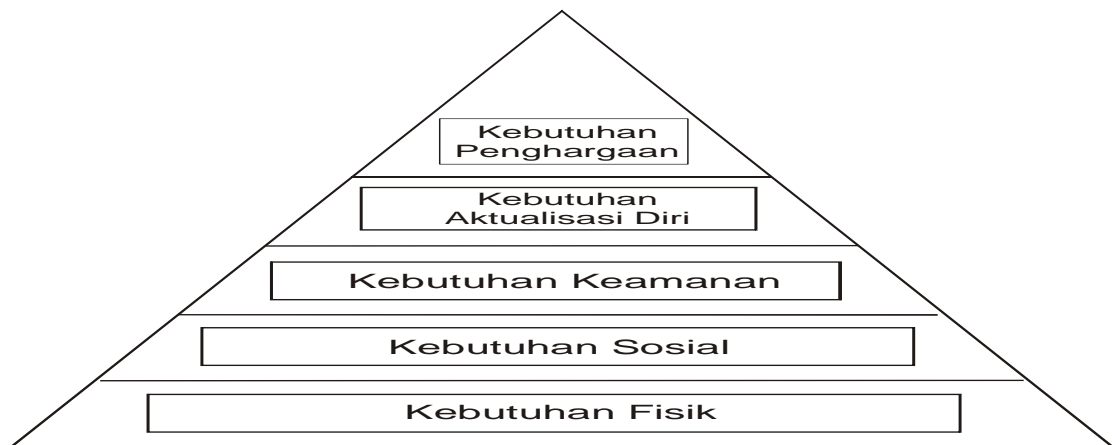 Kebutuhan
Penghargaan
Kebutuhan
Aktualisasi Diri
Kebutuhan Keamanan
Kebutuhan Sosial
Kebutuhan Fisik